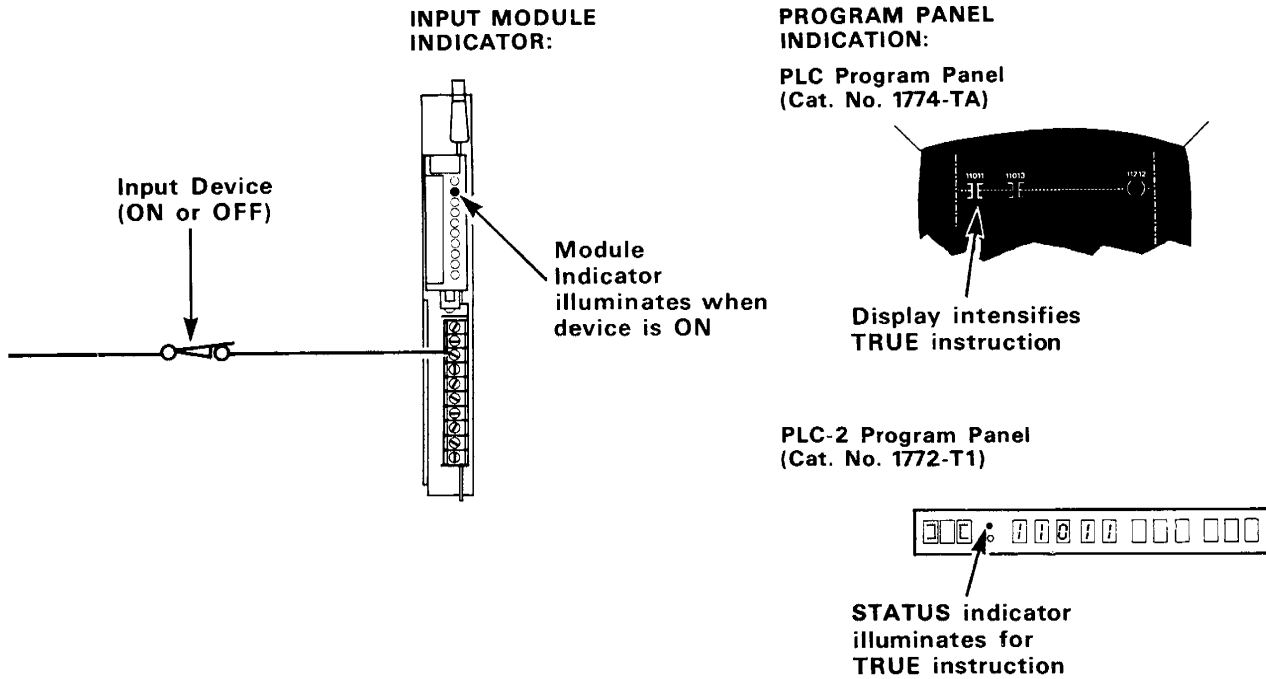 INPUT MODULE
INDICATOR:
PROGRAM PANEL
INDICATION:
PLC Program Panel
(Cat. No. 1774-TA)
11011 11013 11212
Input Device
(ON or OFF)
Module
Indicator
illuminates when
device is ON
Display intensifies
TRUE instruction
PLC-2 Program Panel
(Cat. No. 1772-T1)
11011
STATUS indicator
illuminates for
TRUE instruction